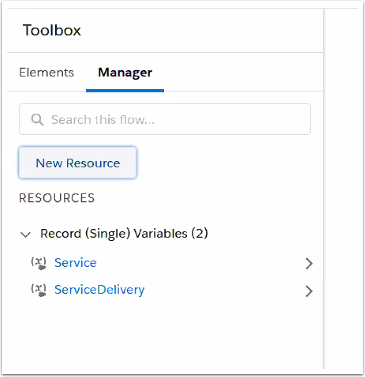 Toolbox
Elements Manager
Search this flow...
New Resource
RESOURCES
Record (Single) Variables (2)
(x) Service
(x) ServiceDelivery